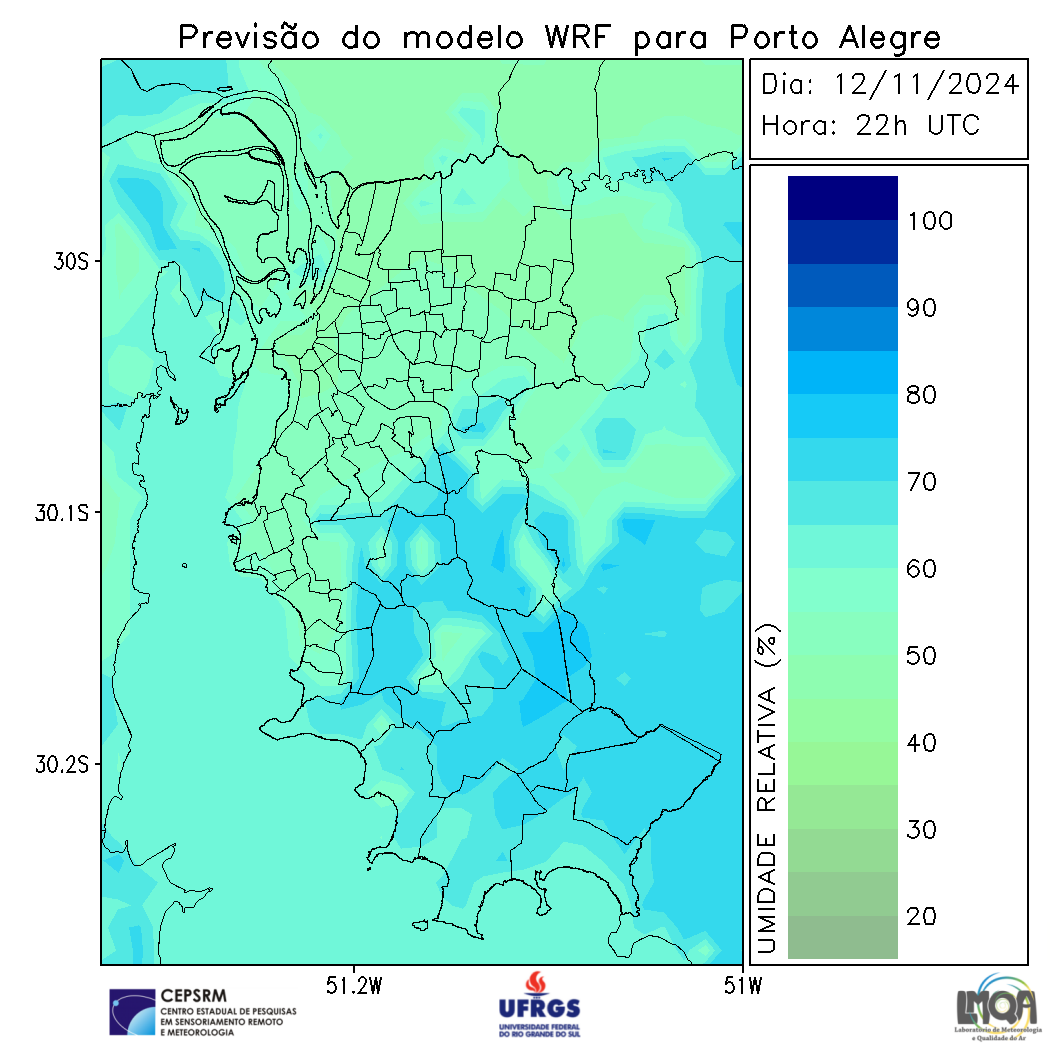 Previsão do modelo WRF para Porto Alegre
Dia: 12/11/2024
Hora: 22h UTC
100
90
80
70
60
50
40
30
20
UMIDADE RELATIVA (%)
30S
30.1S
30.2S
51.2W
51W
CEPSRM
CENTRO ESTADUAL DE PESQUISAS
EM SENSORIAMENTO REMOTO
E METEOROLOGIA
UFRGS
UNIVERSIDADE FEDERAL
DO RIO GRANDE DO SUL
LMQA
Laboratório de Meteorologia
e Qualidade do Ar